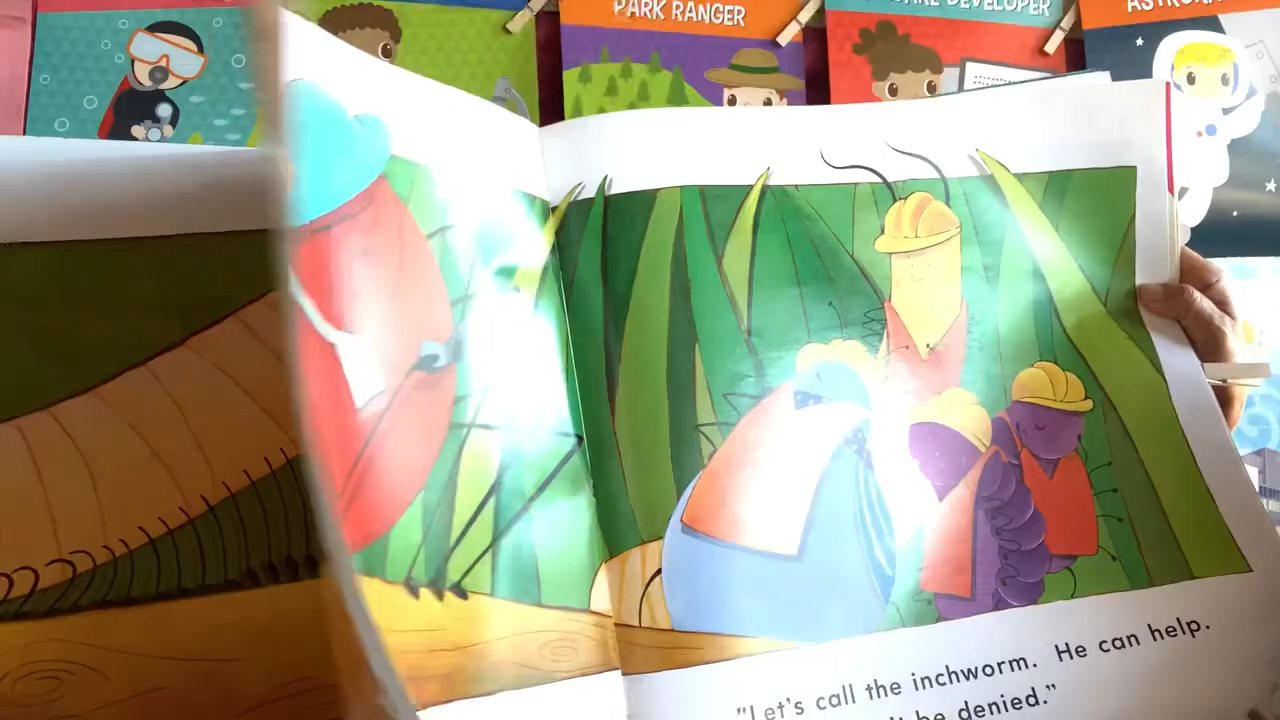 PARK RANGER
DEVELOPER
"Let's call the inchworm. He can help.
be denied."